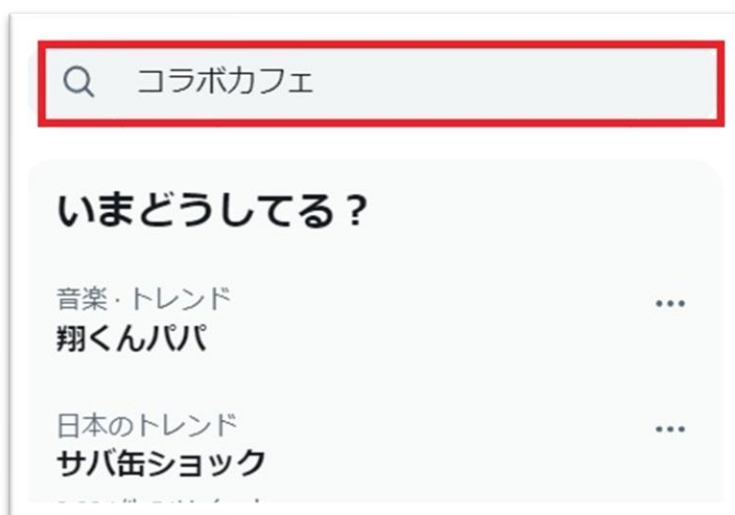 コラボカフェ
いまどうしてる？
音楽・トレンド
翔くんパパ
日本のトレンド
サバ缶ショック